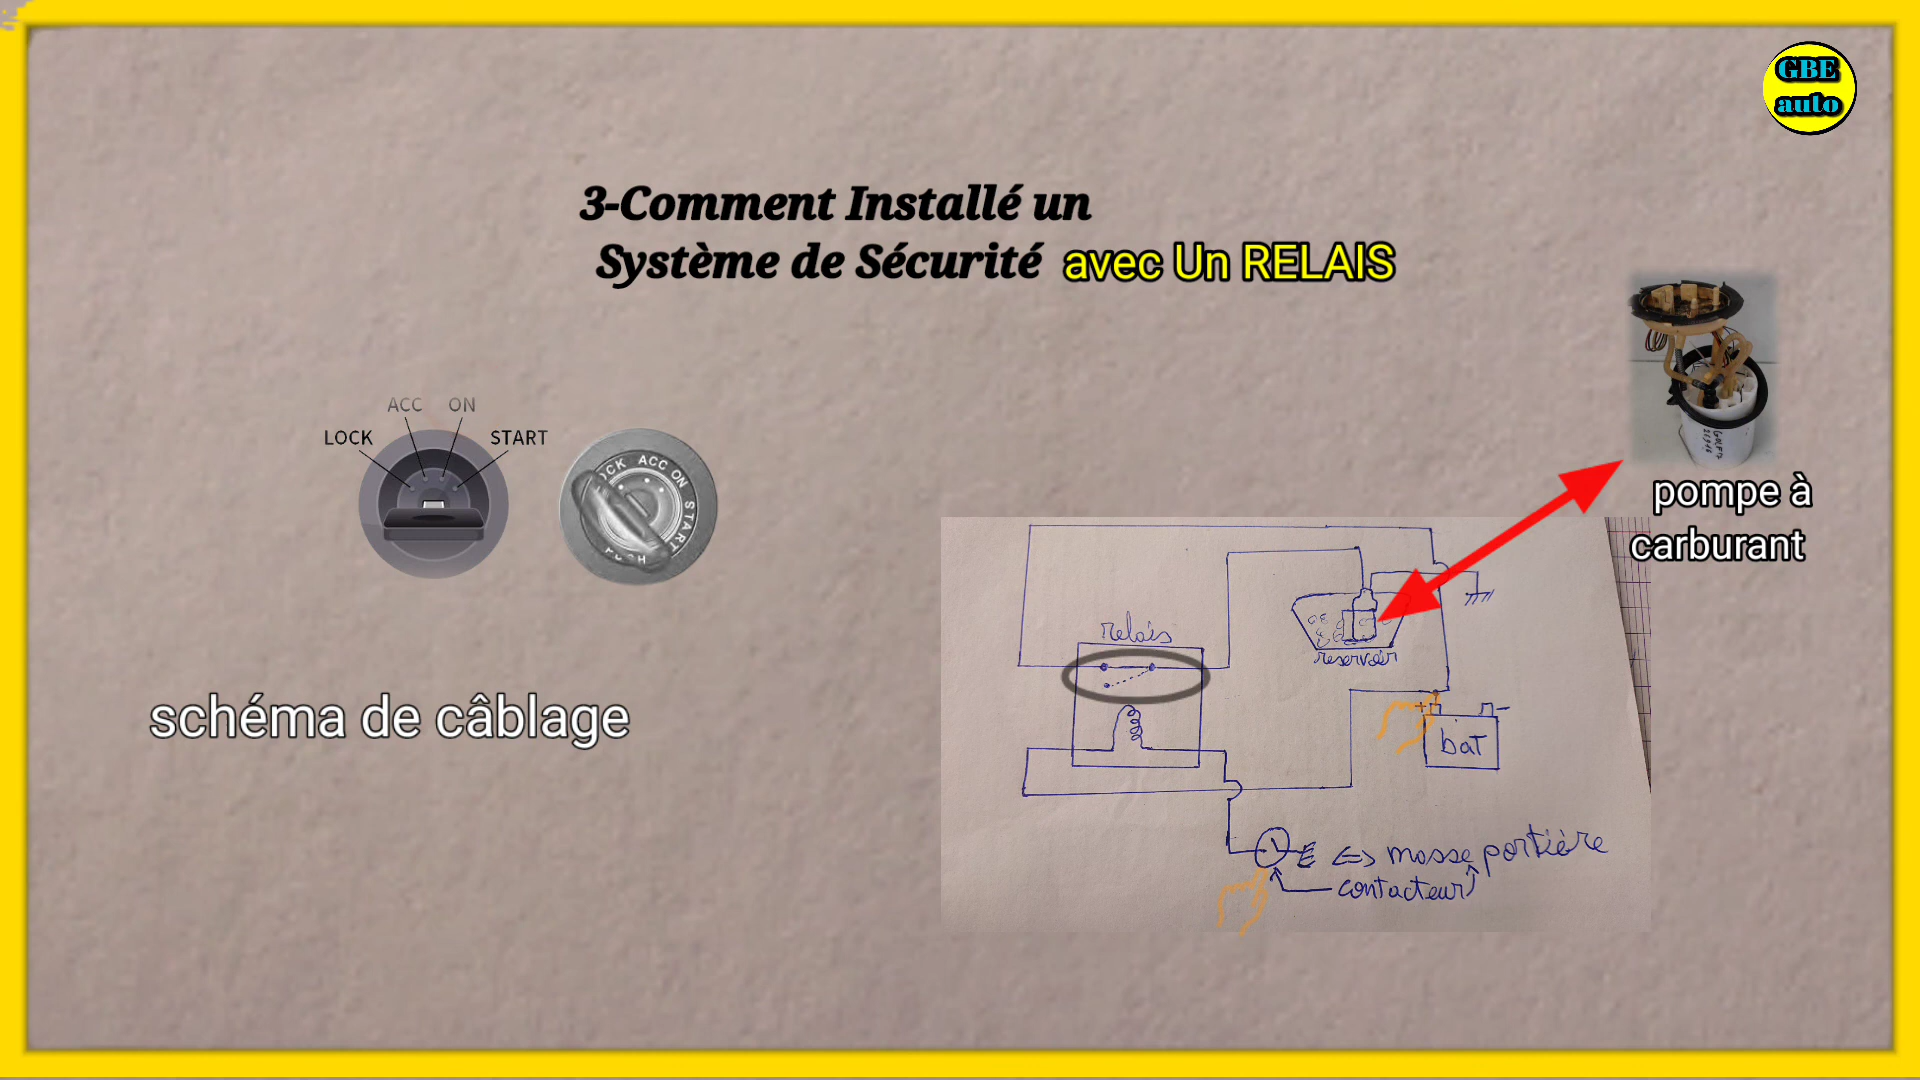 GBE
auto
3-Comment Installé un
Système de Sécurité avec Un RELAIS
ACC ON
LOCK START
ACC ON START
pompe à
carburant
relais
reservoir
schéma de câblage
+ -
bat
<=> masse portière
contacteur